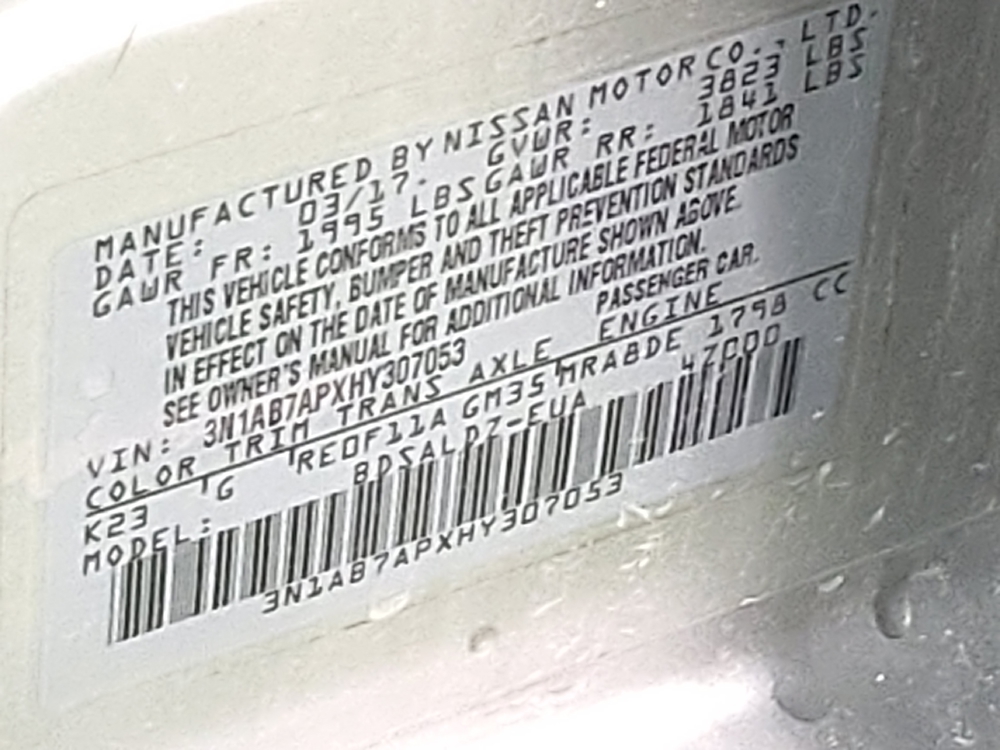 MANUFACTURED BY NISSAN MOTOR CO., LTD.
DATE: 03/17. GVWR: 3823 LBS
GAWR FR: 1995 LBS GAWR RR: 1841 LBS
THIS VEHICLE CONFORMS TO ALL APPLICABLE FEDERAL MOTOR
VEHICLE SAFETY, BUMPER AND THEFT PREVENTION STANDARDS
IN EFFECT ON THE DATE OF MANUFACTURE SHOWN ABOVE.
SEE OWNER'S MANUAL FOR ADDITIONAL INFORMATION.
VIN: 3N1AB7APXHY307053 PASSENGER CAR.
COLOR TRIM TRANS AXLE ENGINE
K23 G REOF11A GM35 MRA8DE 1798 CC
MODEL: BDSALDZ-EUA 4Z000
3N1AB7APXHY307053